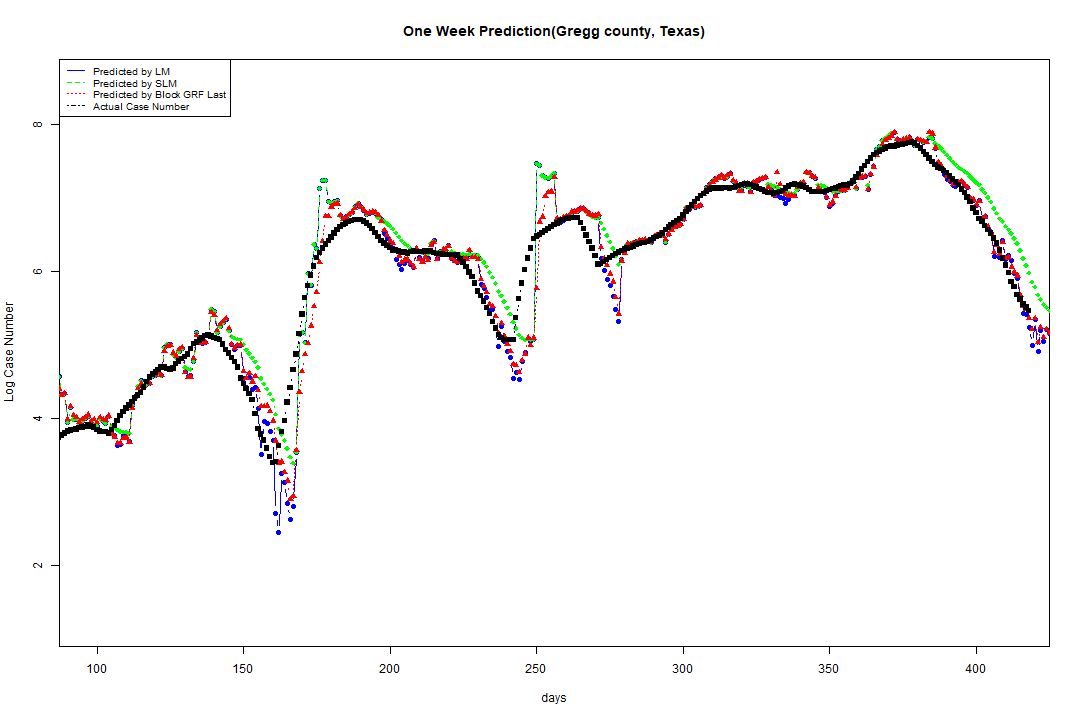 One Week Prediction(Gregg county, Texas)
Predicted by LM
Predicted by SLM
Predicted by Block GRF Last
Actual Case Number
8
6
4
2
Log Case Number
100 150 200 250 300 350 400
days